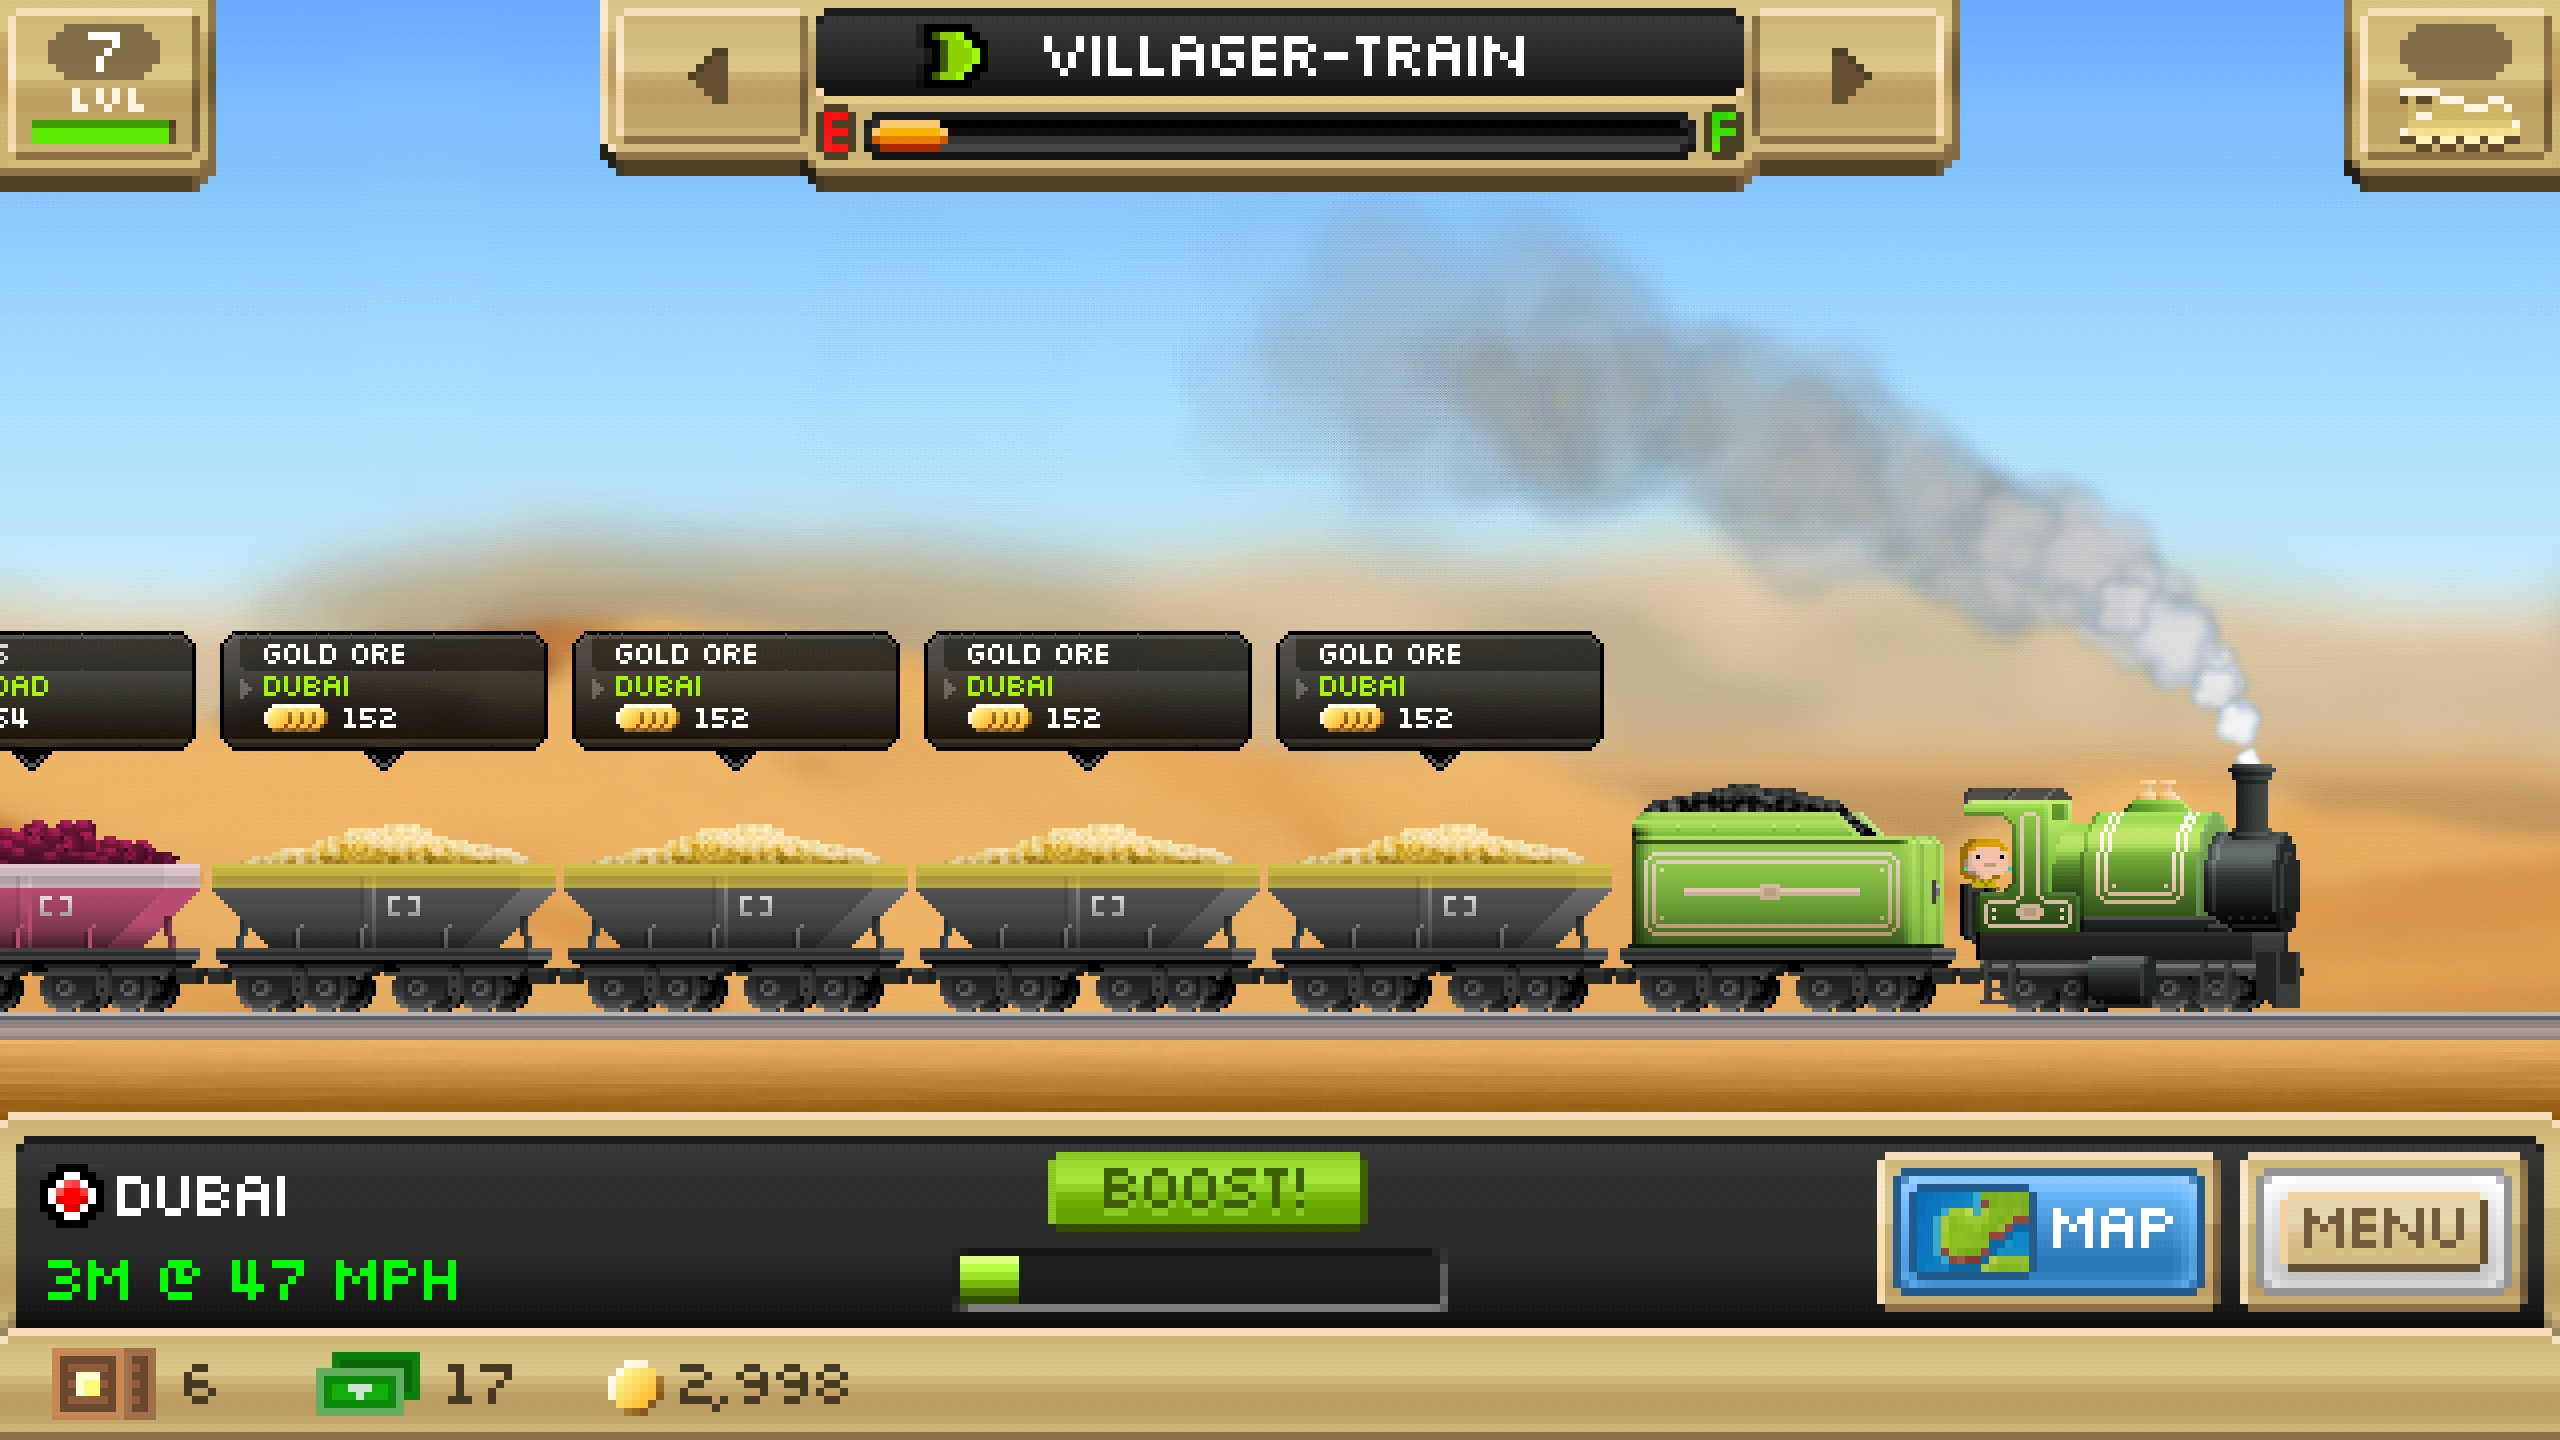 7
LVL
VILLAGER-TRAIN
E F
GOLD ORE
DUBAI
152
GOLD ORE
DUBAI
152
GOLD ORE
DUBAI
152
GOLD ORE
DUBAI
152
DUBAI
3M @ 47 MPH
BOOST!
MAP
MENU
6
17
2,998